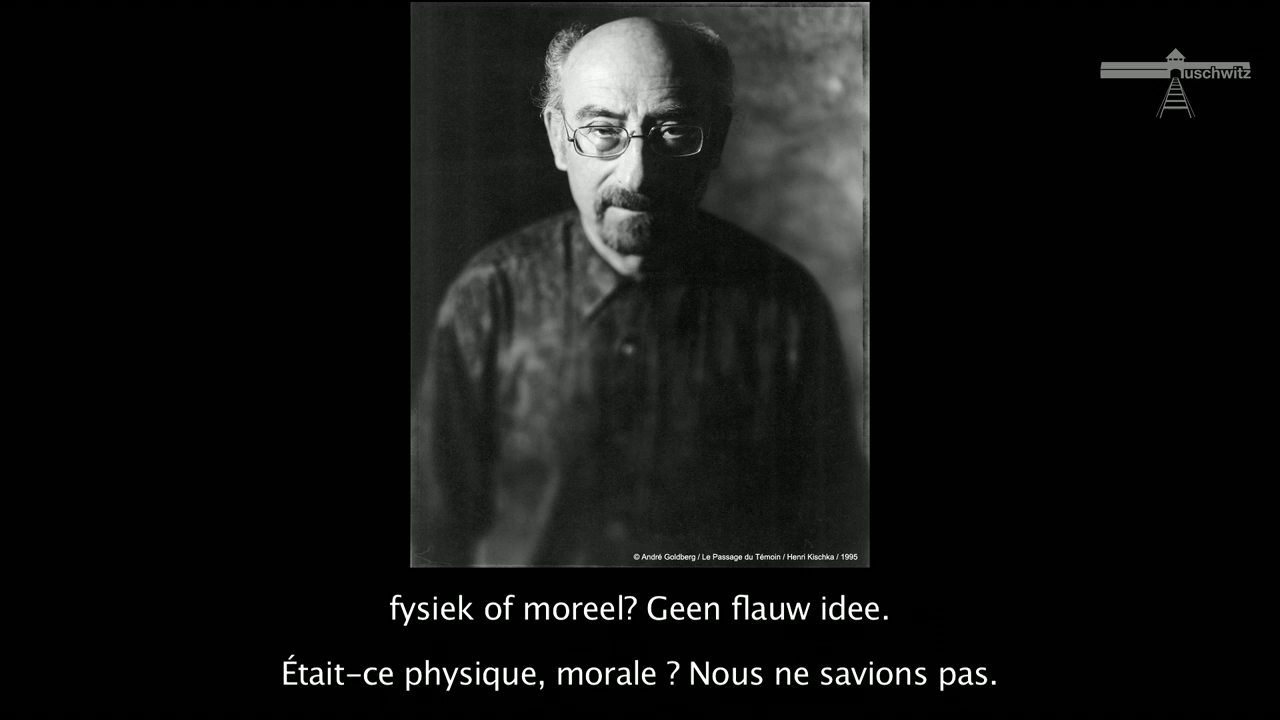 uschwitz
© André Goldberg / Le Passage du Témoin / Henri Kischka / 1995
fysiek of moreel? Geen flauw idee.
Était-ce physique, morale ? Nous ne savions pas.